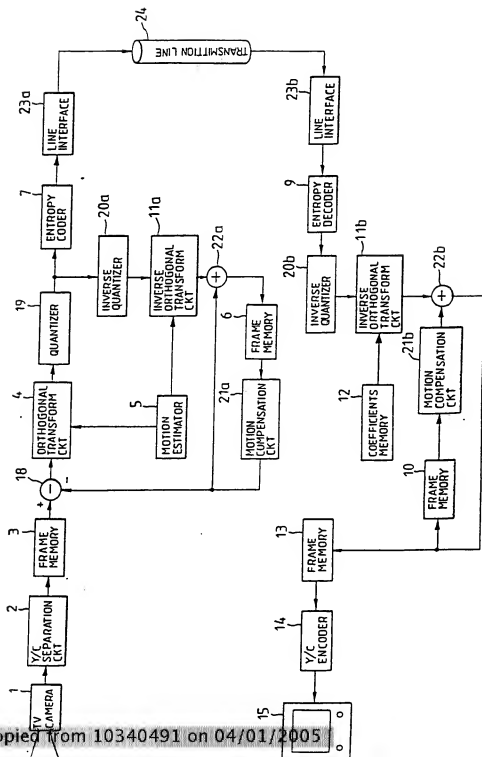 1
TV
CAMERA
2
Y/C
SEPARATION
CKT
3
FRAME
MEMORY
18
+
-
−
4
ORTHOGONAL
TRANSFORM
CKT
19
QUANTIZER
7
ENTROPY
CODER
23a
LINE
INTERFACE
24
TRANSMITION LINE
5
MOTION
ESTIMATOR
20a
INVERSE
QUANTIZER
11a
INVERSE
ORTHOGONAL
TRANSFORM
CKT
22a
+
6
FRAME
MEMORY
21a
MOTION
COMPENSATION
CKT
23b
LINE
INTERFACE
9
ENTROPY
DECODER
20b
INVERSE
QUANTIZER
11b
INVERSE
ORTHOGONAL
TRANSFORM
CKT
12
COEFFICIENTS
MEMORY
22b
+
21b
MOTION
COMPENSATION
CKT
10
FRAME
MEMORY
13
FRAME
MEMORY
14
Y/C
ENCODER
15
opied from 10340491 on 04/01/2005